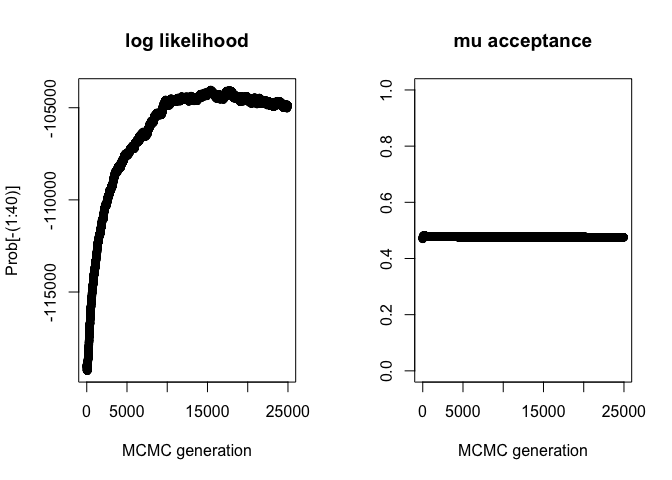 log likelihood
Prob[-(1:40)]
-105000
-110000
-115000
0 5000 15000 25000
MCMC generation
mu acceptance
1.0
0.8
0.6
0.4
0.2
0.0
0 5000 15000 25000
MCMC generation